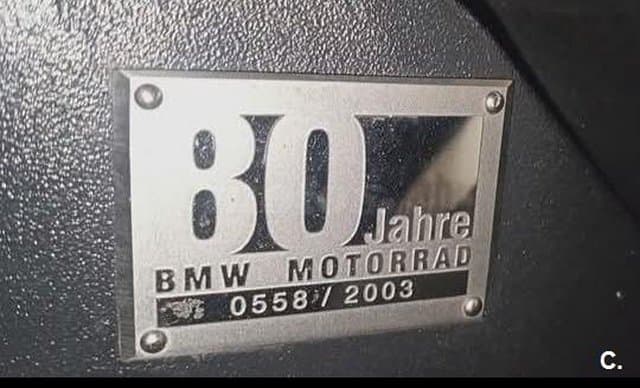 80
Jahre
BMW MOTORRAD
0558 / 2003
C.